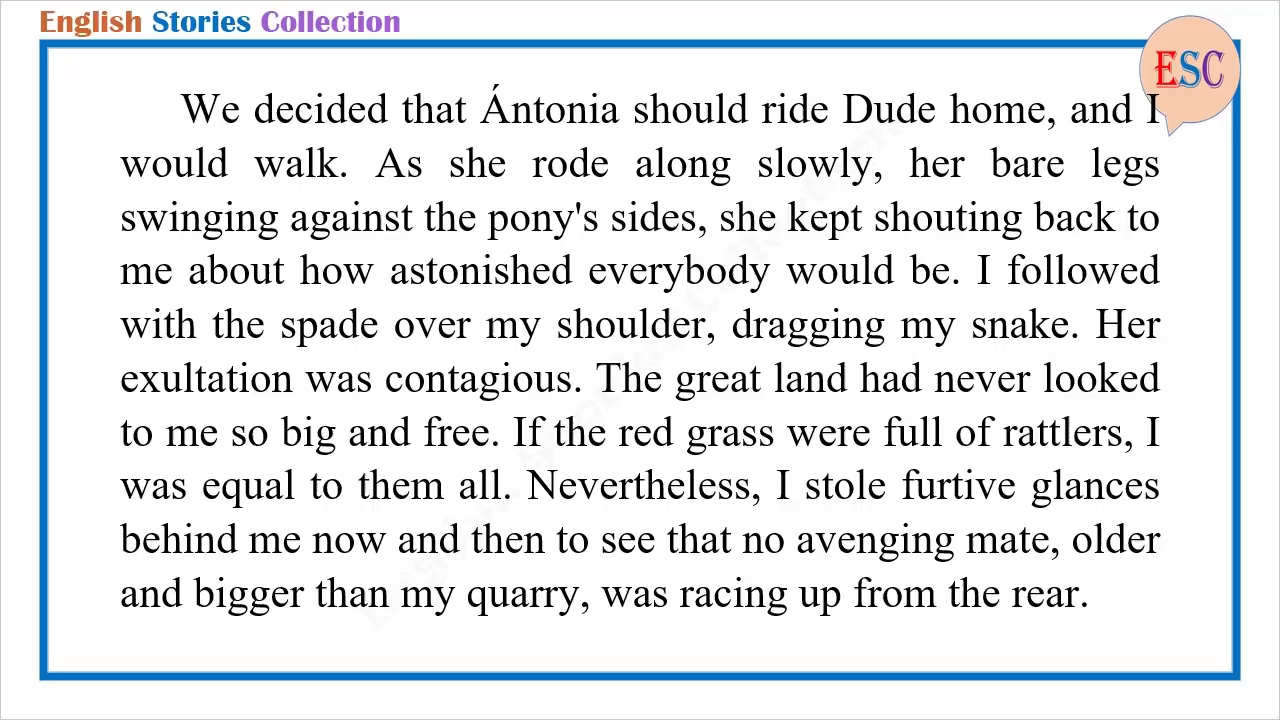 English Stories Collection
ESC
We decided that Ántonia should ride Dude home, and I
would walk. As she rode along slowly, her bare legs
swinging against the pony's sides, she kept shouting back to
me about how astonished everybody would be. I followed
with the spade over my shoulder, dragging my snake. Her
exultation was contagious. The great land had never looked
to me so big and free. If the red grass were full of rattlers, I
was equal to them all. Nevertheless, I stole furtive glances
behind me now and then to see that no avenging mate, older
and bigger than my quarry, was racing up from the rear.